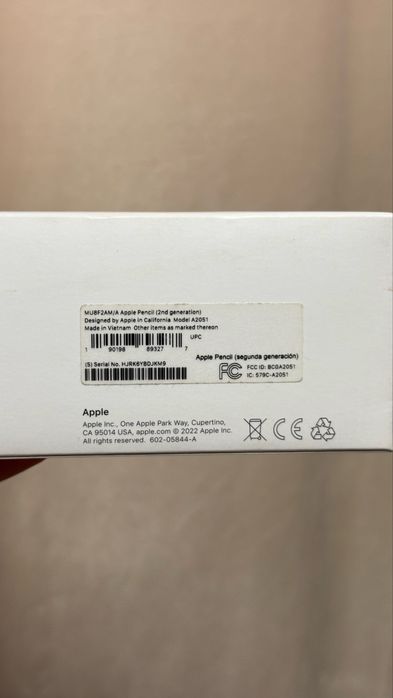 MU8F2AM/A Apple Pencil (2nd generation)
Designed by Apple in California Model A2051
Made in Vietnam Other items as marked thereon
UPC
1 90198 89327 7
Apple Pencil (segunda generación)
(S) Serial No. HJRK6YBDJKM9
FCC ID: BCGA2051
IC: 579C-A2051
Apple
Apple Inc., One Apple Park Way, Cupertino,
CA 95014 USA, apple.com © 2022 Apple Inc.
All rights reserved. 602-05844-A